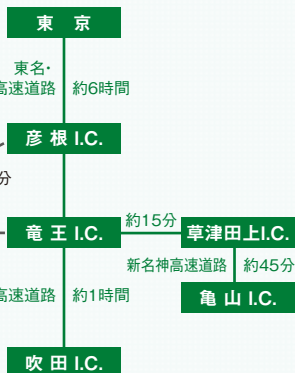 東 京
東名・
高速道路 約6時間
彦根 I.C.
分
竜王 I.C.
約15分
草津田上I.C.
新名神高速道路 約45分
亀山 I.C.
高速道路 約1時間
吹田 I.C.